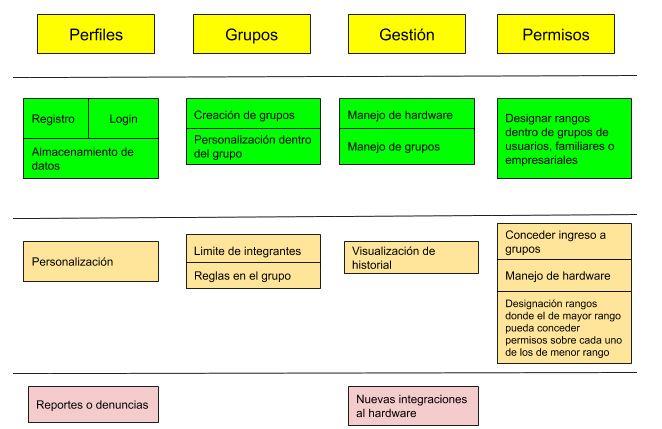 Perfiles
Grupos
Gestión
Permisos
Registro
Login
Almacenamiento de
datos
Creación de grupos
Personalización dentro
del grupo
Manejo de hardware
Manejo de grupos
Designar rangos
dentro de grupos de
usuarios, familiares o
empresariales
Personalización
Limite de integrantes
Reglas en el grupo
Visualización de
historial
Conceder ingreso a
grupos
Manejo de hardware
Designación rangos
donde el de mayor rango
pueda conceder
permisos sobre cada uno
de los de menor rango
Reportes o denuncias
Nuevas integraciones
al hardware